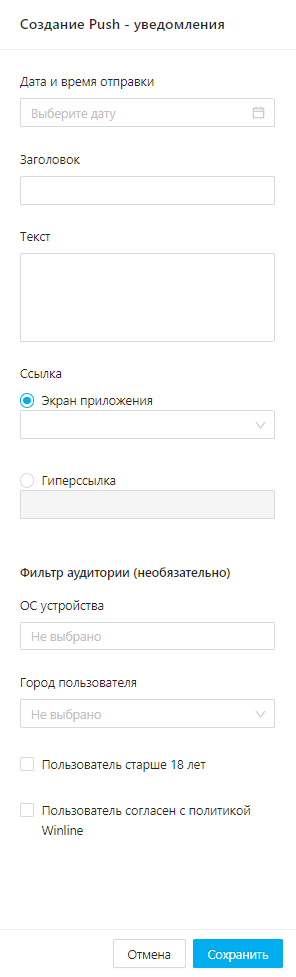 Создание Push - уведомления
Дата и время отправки
Выберите дату
Заголовок
Текст
Ссылка
Экран приложения
Гиперссылка
Фильтр аудитории (необязательно)
ОС устройства
Не выбрано
Город пользователя
Не выбрано
Пользователь старше 18 лет
Пользователь согласен с политикой
Winline
Отмена
Сохранить